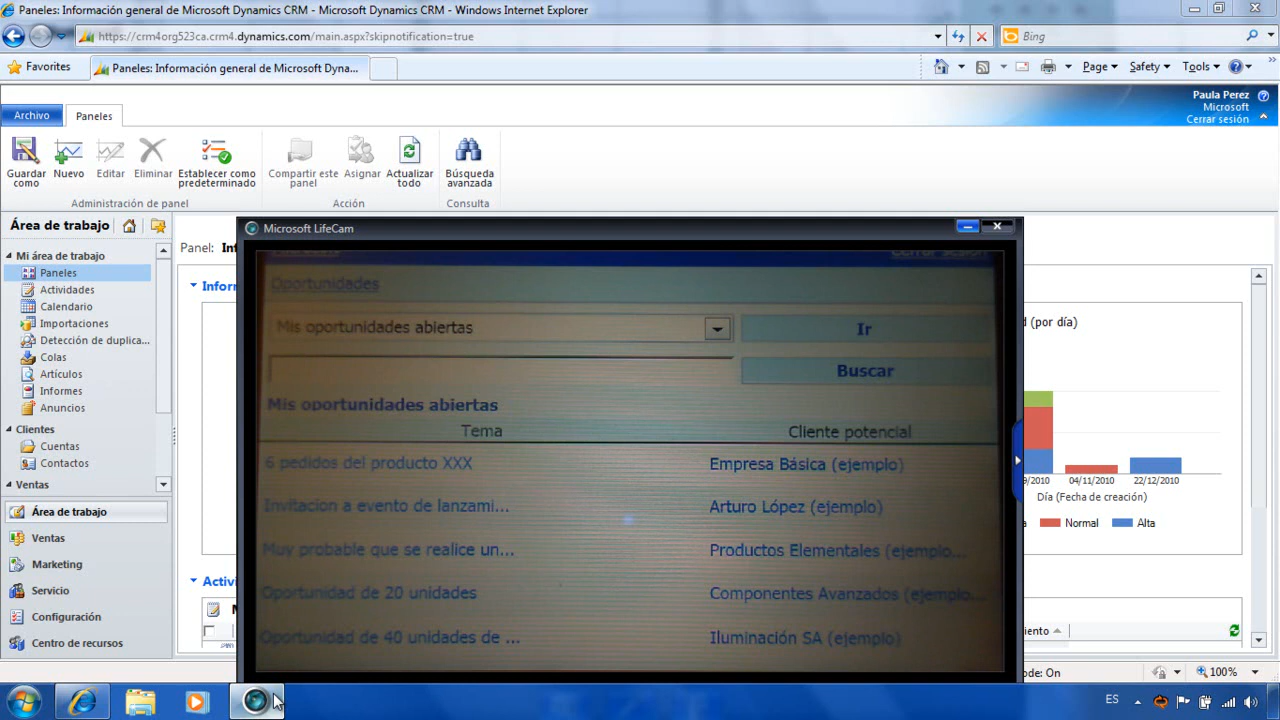 Paneles: Información general de Microsoft Dynamics CRM - Microsoft Dynamics CRM - Windows Internet Explorer
https://crm4org523ca.crm4.dynamics.com/main.aspx?skipnotification=true
Bing
Favorites
Paneles: Información general de Microsoft Dyna...
Page Safety Tools
Archivo
Paneles
Paula Perez
Microsoft
Cerrar sesión
Guardar como
Nuevo
Editar
Eliminar
Establecer como predeterminado
Compartir este panel
Asignar
Actualizar todo
Búsqueda avanzada
Administración de panel
Acción
Consulta
Área de trabajo
Mi área de trabajo
Paneles
Actividades
Calendario
Importaciones
Detección de duplica...
Colas
Artículos
Informes
Anuncios
Clientes
Cuentas
Contactos
Ventas
Área de trabajo
Ventas
Marketing
Servicio
Configuración
Centro de recursos
Panel:
Microsoft LifeCam
Cerrar sesión
Oportunidades
Mis oportunidades abiertas
Ir
Buscar
Mis oportunidades abiertas
Tema Cliente potencial
6 pedidos del producto XXX Empresa Básica (ejemplo)
Invitacion a evento de lanzami... Arturo López (ejemplo)
Muy probable que se realice un... Productos Elementales (ejemplo...
Oportunidad de 20 unidades Componentes Avanzados (ejemplo...
Oportunidad de 40 unidades de ... Iluminación SA (ejemplo)
d (por día)
9/2010 04/11/2010 22/12/2010
Día (Fecha de creación)
Normal Alta
iento
ode: On
100%
ES